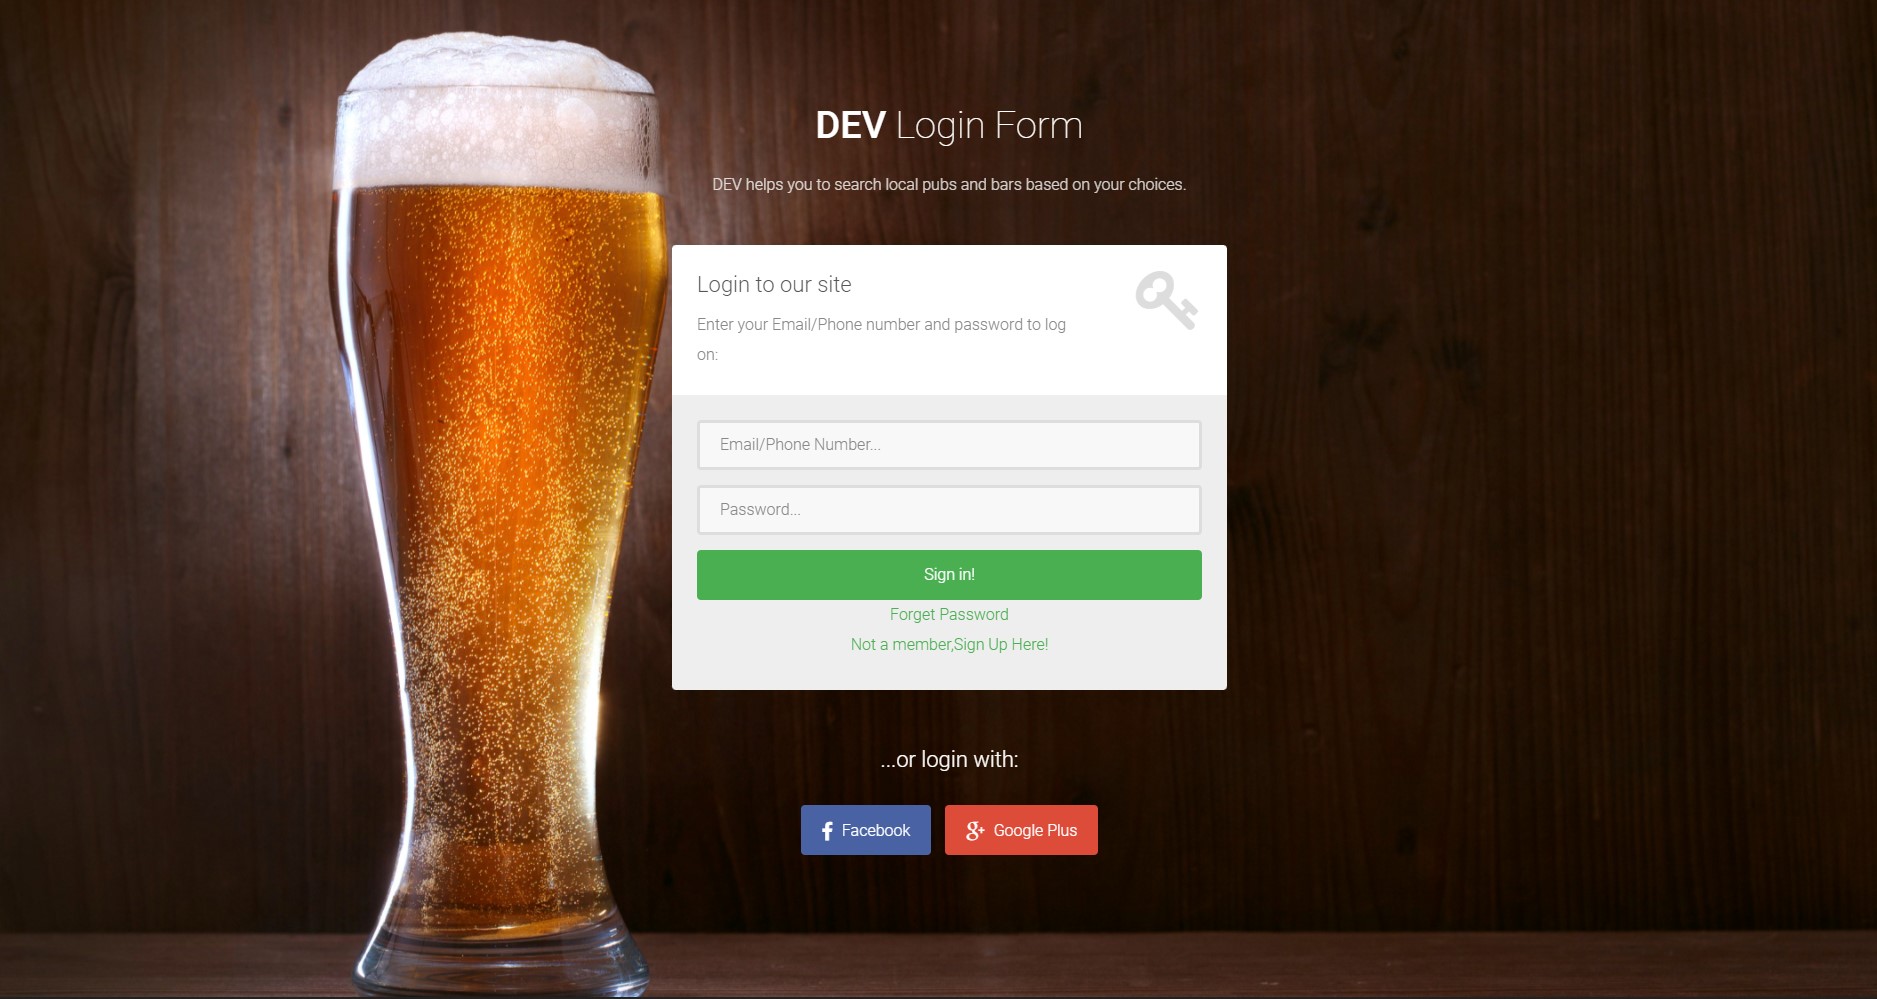 DEV Login Form
DEV helps you to search local pubs and bars based on your choices.
Login to our site
Enter your Email/Phone number and password to log
on:
Email/Phone Number...
Password...
Sign in!
Forget Password
Not a member,Sign Up Here!
...or login with:
f Facebook
g+ Google Plus